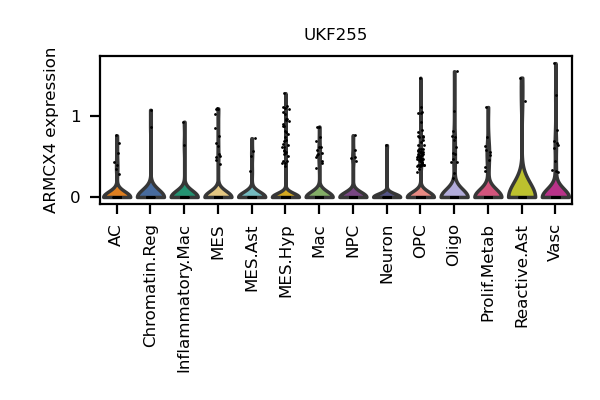 UKF255
ARMCX4 expression
1
0
AC
Chromatin.Reg
Inflammatory.Mac
MES
MES.Ast
MES.Hyp
Mac
NPC
Neuron
OPC
Oligo
Prolif.Metab
Reactive.Ast
Vasc